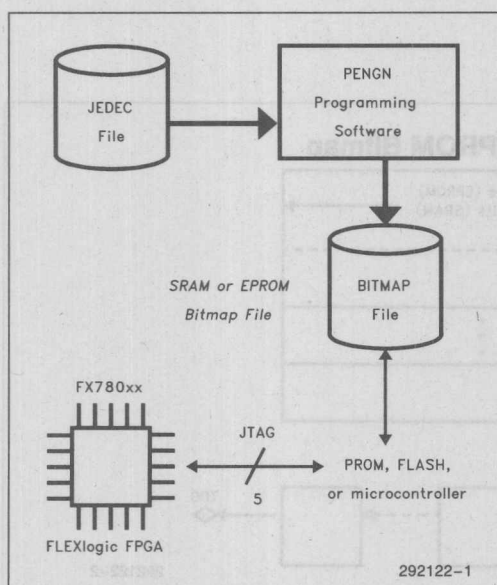 JEDEC
File
PENGN
Programming
Software
SRAM or EPROM
Bitmap File
BITMAP
File
FX780xx
JTAG
5
PROM, FLASH,
or microcontroller
FLEXlogic FPGA
292122-1